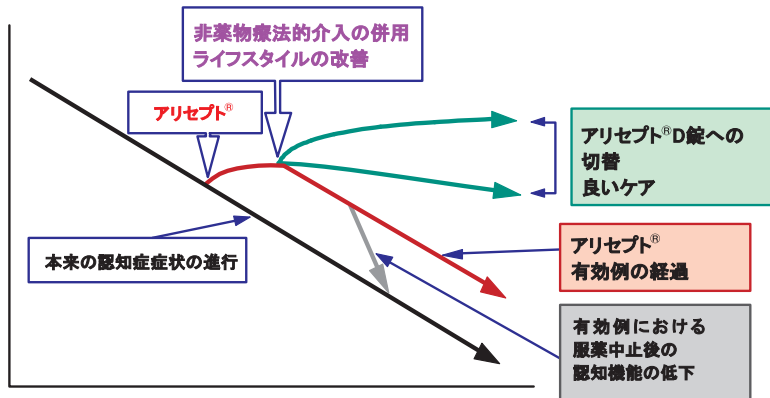 非薬物療法的介入の併用
ライフスタイルの改善
アリセプト®
アリセプト®D錠への
切替
良いケア
本来の認知症症状の進行
アリセプト®
有効例の経過
有効例における
服薬中止後の
認知機能の低下